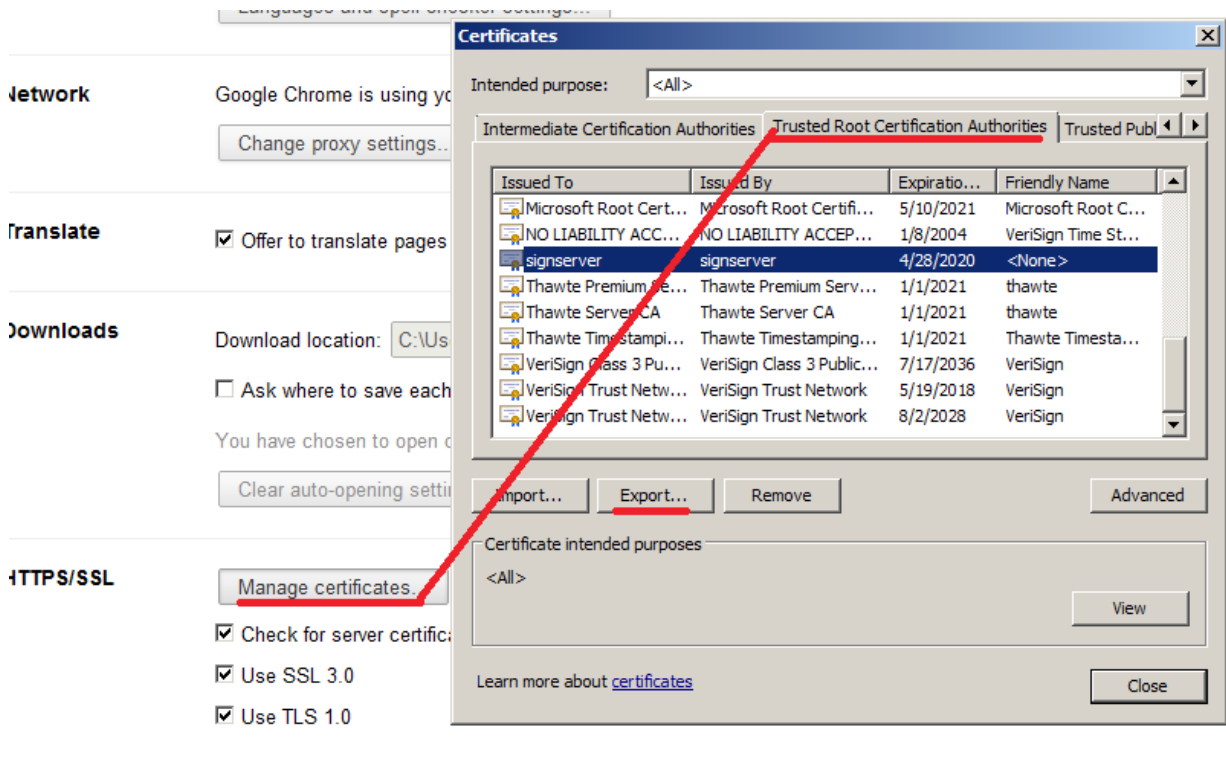 Certificates
Network
Google Chrome is using yo
Change proxy settings...
Translate
Offer to translate pages
Downloads
Download location: C:\Us
Ask where to save each
You have chosen to open
Clear auto-opening settin
HTTPS/SSL
Manage certificates...
Check for server certifica
Use SSL 3.0
Use TLS 1.0
Intended purpose: <All>
Intermediate Certification Authorities Trusted Root Certification Authorities Trusted Publ
Issued To Issued By Expiratio... Friendly Name
Microsoft Root Cert... Microsoft Root Certifi... 5/10/2021 Microsoft Root C...
NO LIABILITY ACC... NO LIABILITY ACCEP... 1/8/2004 VeriSign Time St...
signserver signserver 4/28/2020 <None>
Thawte Premium Se... Thawte Premium Serv... 1/1/2021 thawte
Thawte Server CA Thawte Server CA 1/1/2021 thawte
Thawte Timestampi... Thawte Timestamping... 1/1/2021 Thawte Timesta...
VeriSign Class 3 Pu... VeriSign Class 3 Public... 7/17/2036 VeriSign
VeriSign Trust Netw... VeriSign Trust Network 5/19/2018 VeriSign
VeriSign Trust Netw... VeriSign Trust Network 8/2/2028 VeriSign
Import... Export... Remove Advanced
Certificate intended purposes
<All>
View
Learn more about certificates
Close